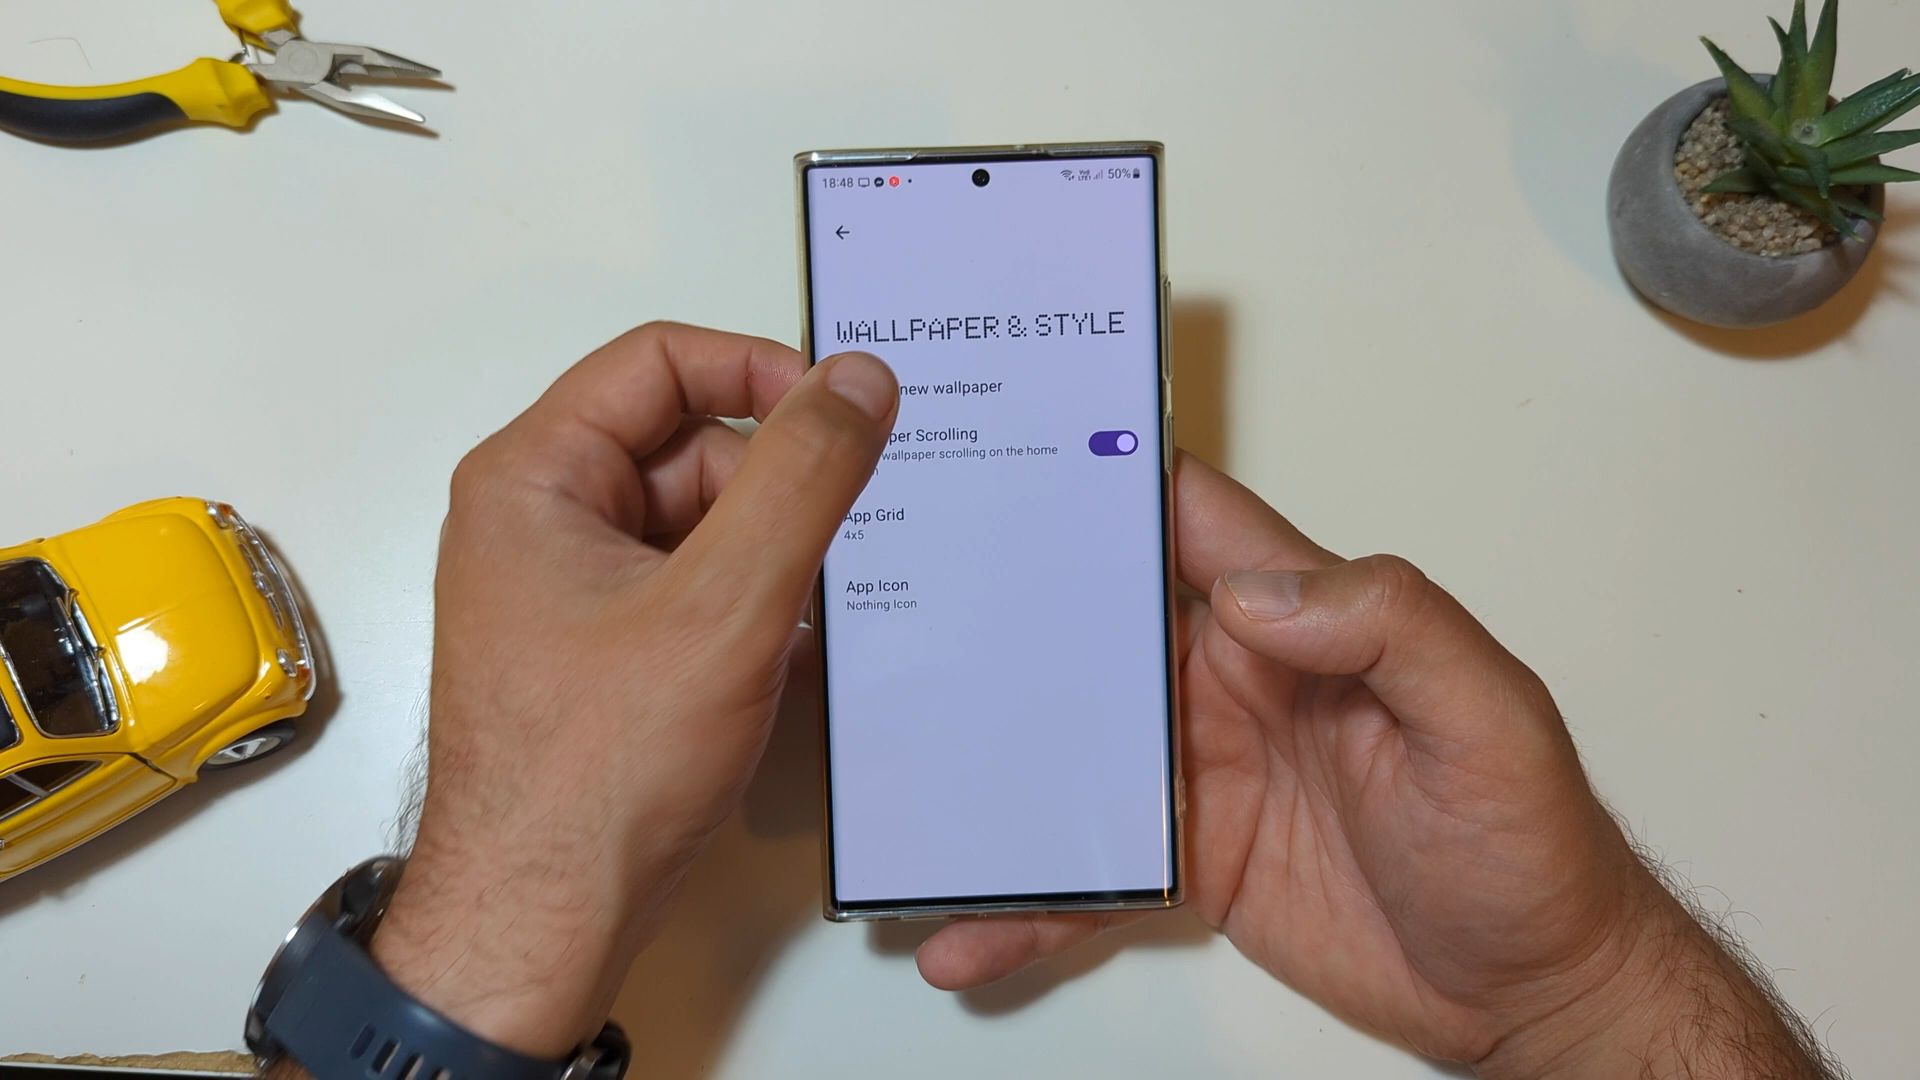 18:48 50%
WALLPAPER & STYLE
new wallpaper
per Scrolling
wallpaper scrolling on the home
App Grid
4x5
App Icon
Nothing Icon